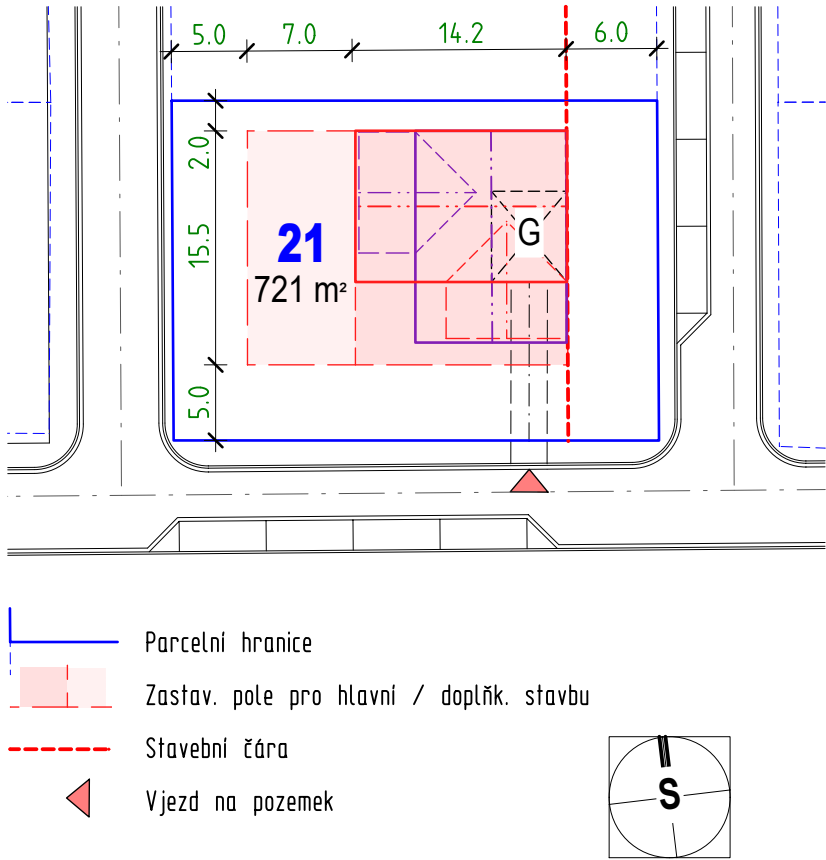 5.0 7.0 14.2 6.0
2.0
15.5
5.0
21
721 m²
G
Parcelní hranice
Zastav. pole pro hlavní / doplňk. stavbu
Stavební čára
Vjezd na pozemek
S